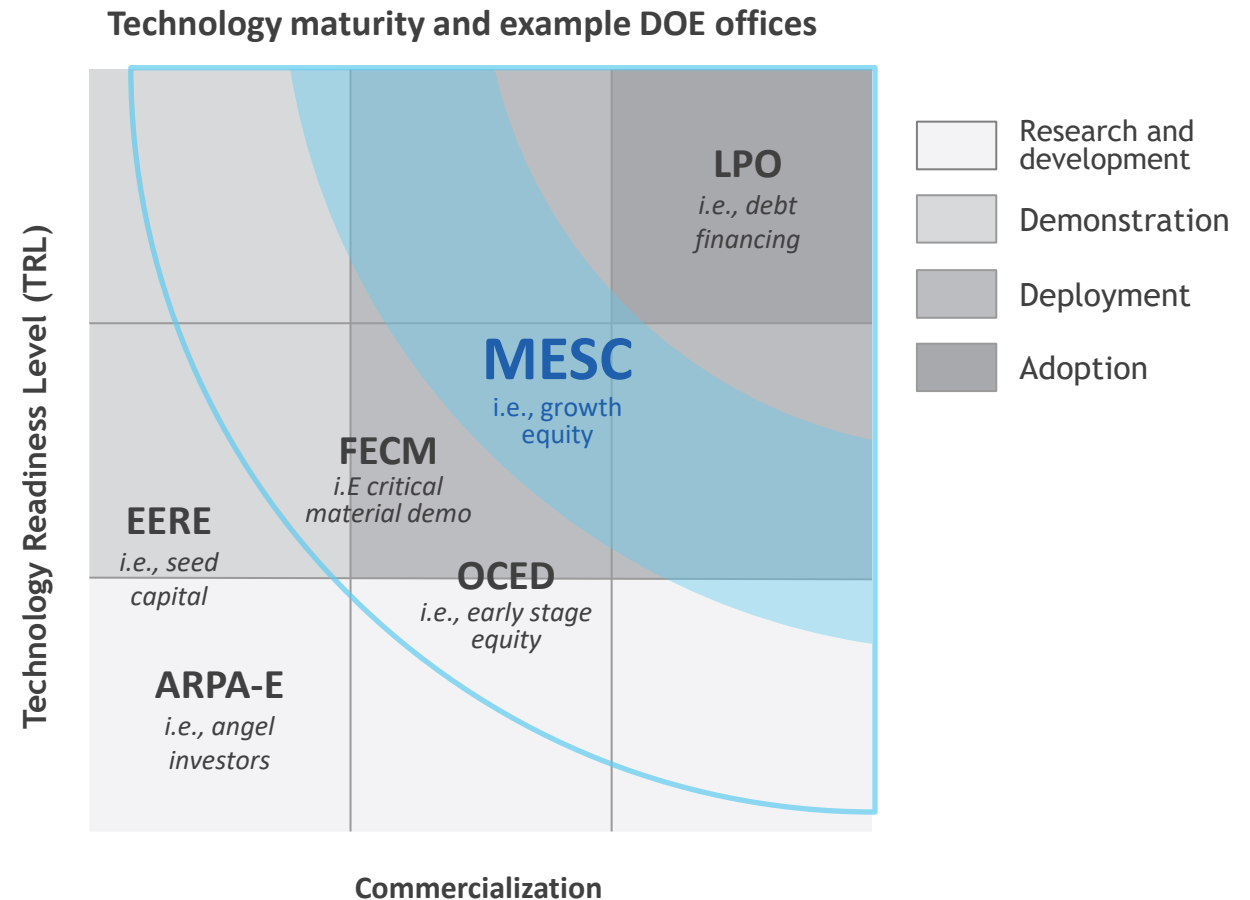 Technology maturity and example DOE offices
Technology Readiness Level (TRL)
LPO
i.e., debt
financing
MESC
i.e., growth
equity
FECM
i.E critical
material demo
EERE
i.e., seed
capital
OCED
i.e., early stage
equity
ARPA-E
i.e., angel
investors
Commercialization
Research and
development
Demonstration
Deployment
Adoption